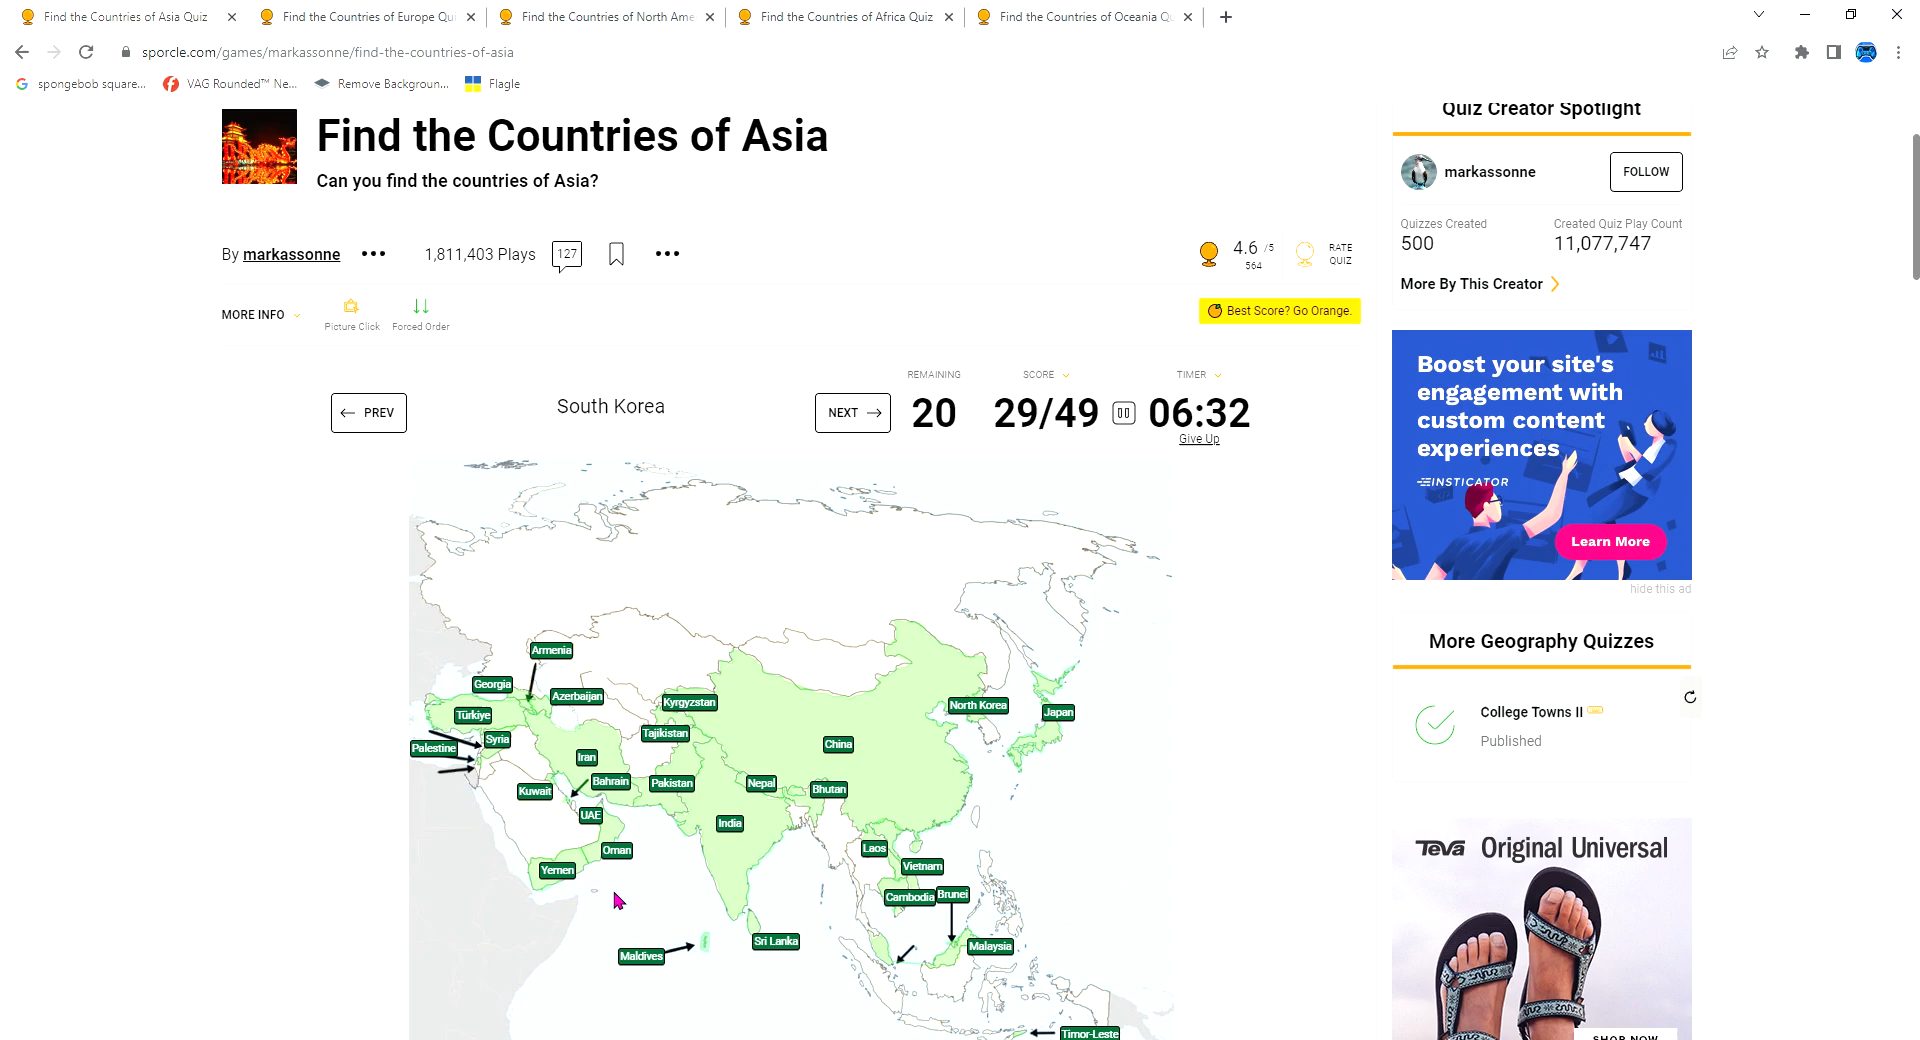 Find the Countries of Asia Quiz
Find the Countries of Europe Qui
Find the Countries of North Ame
Find the Countries of Africa Quiz
Find the Countries of Oceania Qu
sporcle.com/games/markassonne/find-the-countries-of-asia
spongebob square...
VAG Rounded™ Ne...
Remove Backgroun...
Flagle
Find the Countries of Asia
Can you find the countries of Asia?
By markassonne
1,811,403 Plays
127
4.6 /5
564
RATE
QUIZ
MORE INFO
Picture Click
Forced Order
Best Score? Go Orange.
PREV
South Korea
NEXT
REMAINING
20
SCORE
29/49
TIMER
06:32
Give Up
Armenia
Georgia
Azerbaijan
Kyrgyzstan
North Korea
Japan
Türkiye
Tajikistan
Syria
Palestine
China
Iran
Bahrain
Pakistan
Nepal
Bhutan
Kuwait
UAE
India
Oman
Laos
Yemen
Vietnam
Cambodia
Brunei
Maldives
Sri Lanka
Malaysia
Timor-Leste
Quiz Creator Spotlight
markassonne
FOLLOW
Quizzes Created
500
Created Quiz Play Count
11,077,747
More By This Creator
Boost your site's
engagement with
custom content
experiences
INSTICATOR
Learn More
hide this ad
More Geography Quizzes
College Towns II
Published
Teva Original Universal
SHOP NOW